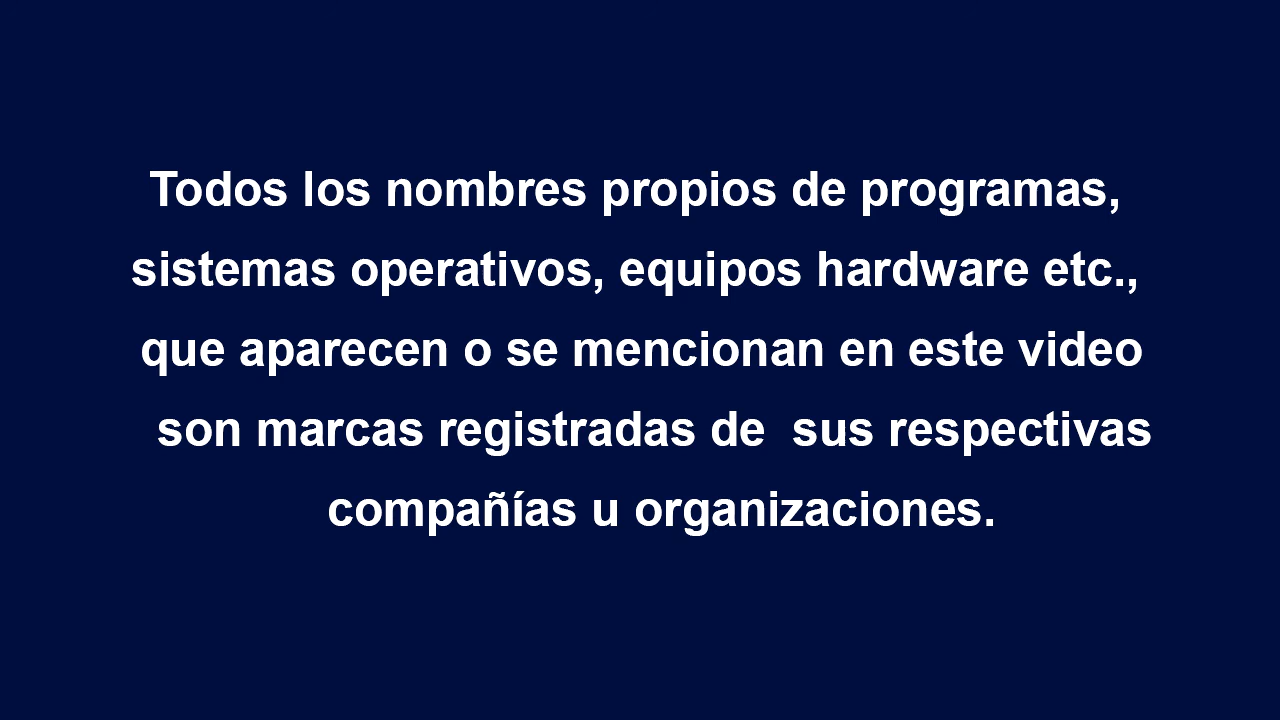 Todos los nombres propios de programas,
sistemas operativos, equipos hardware etc.,
que aparecen o se mencionan en este video
son marcas registradas de  sus respectivas
compañías u organizaciones.